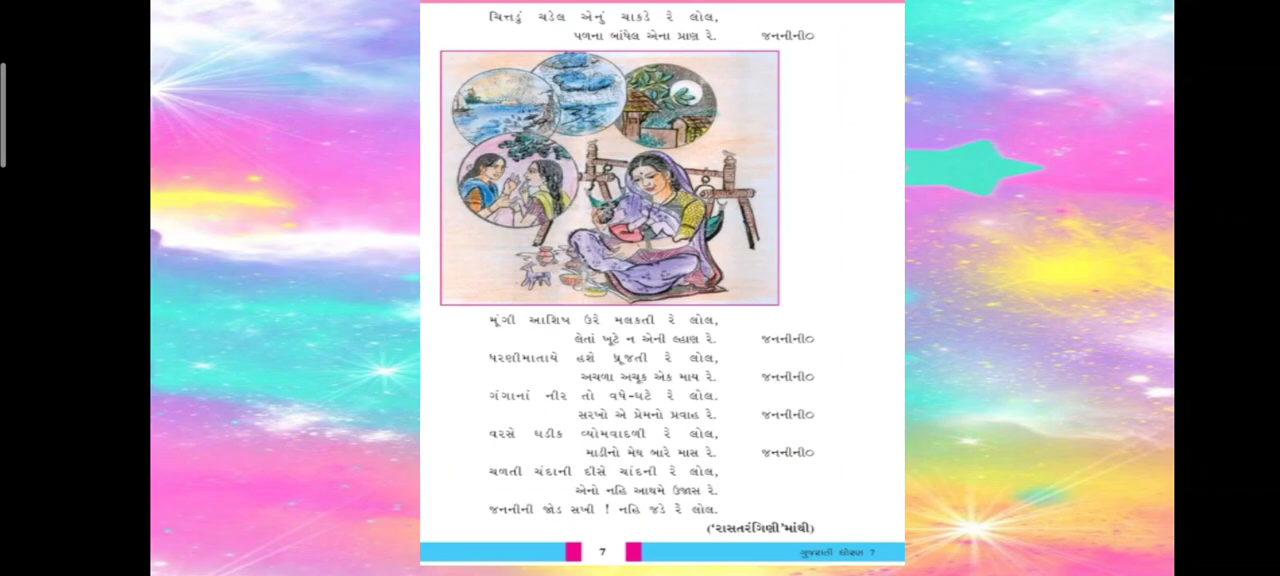 ચિત્તડું ચડેલ એનું ચાકડે રે લોલ,
પળના બાંધેલ એના પ્રાણ રે. જનનીની૦
મૂંગી આશિષ ઉરે મલકતી રે લોલ,
લેતાં ખૂટે ન એની લ્હાણ રે. જનનીની૦
ધરણીમાતાયે હશે ધ્રૂજતી રે લોલ,
અચળા અચૂક એક માય રે. જનનીની૦
ગંગાનાં નીર તો વધે-ઘટે રે લોલ.
સરખો એ પ્રેમનો પ્રવાહ રે. જનનીની૦
વરસે ઘડીક વ્યોમવાદળી રે લોલ,
માડીનો મેઘ બારે માસ રે. જનનીની૦
ચળતી ચંદાની દીસે ચાંદની રે લોલ,
એનો નહિ આથમે ઉજાસ રે.
જનનીની જોડ સખી ! નહિ જડે રે લોલ.
('રાસતરંગિણી'માંથી)
7
ગુજરાતી ધોરણ 7